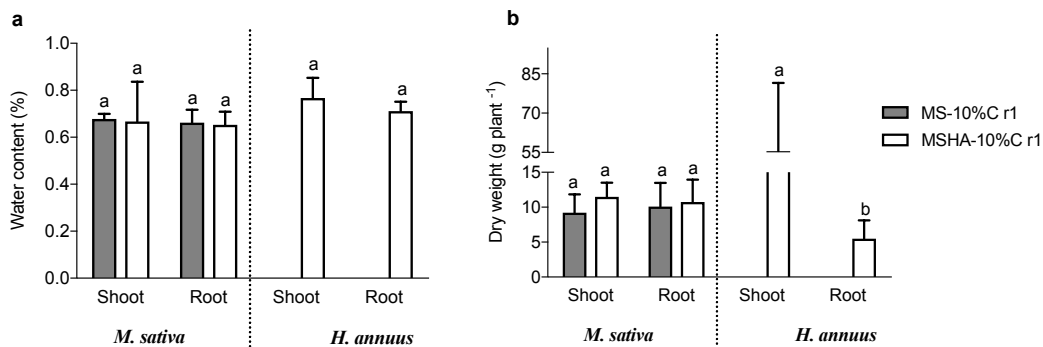 a
Water content (%)
1.0
0.8
0.6
0.4
0.2
0.0
a a a a a a
Shoot Root Shoot Root
M. sativa H. annuus
b
Dry weight (g plant -1)
85
70
55
15
10
5
0
a a a a a b
Shoot Root Shoot Root
M. sativa H. annuus
MS-10%C r1
MSHA-10%C r1